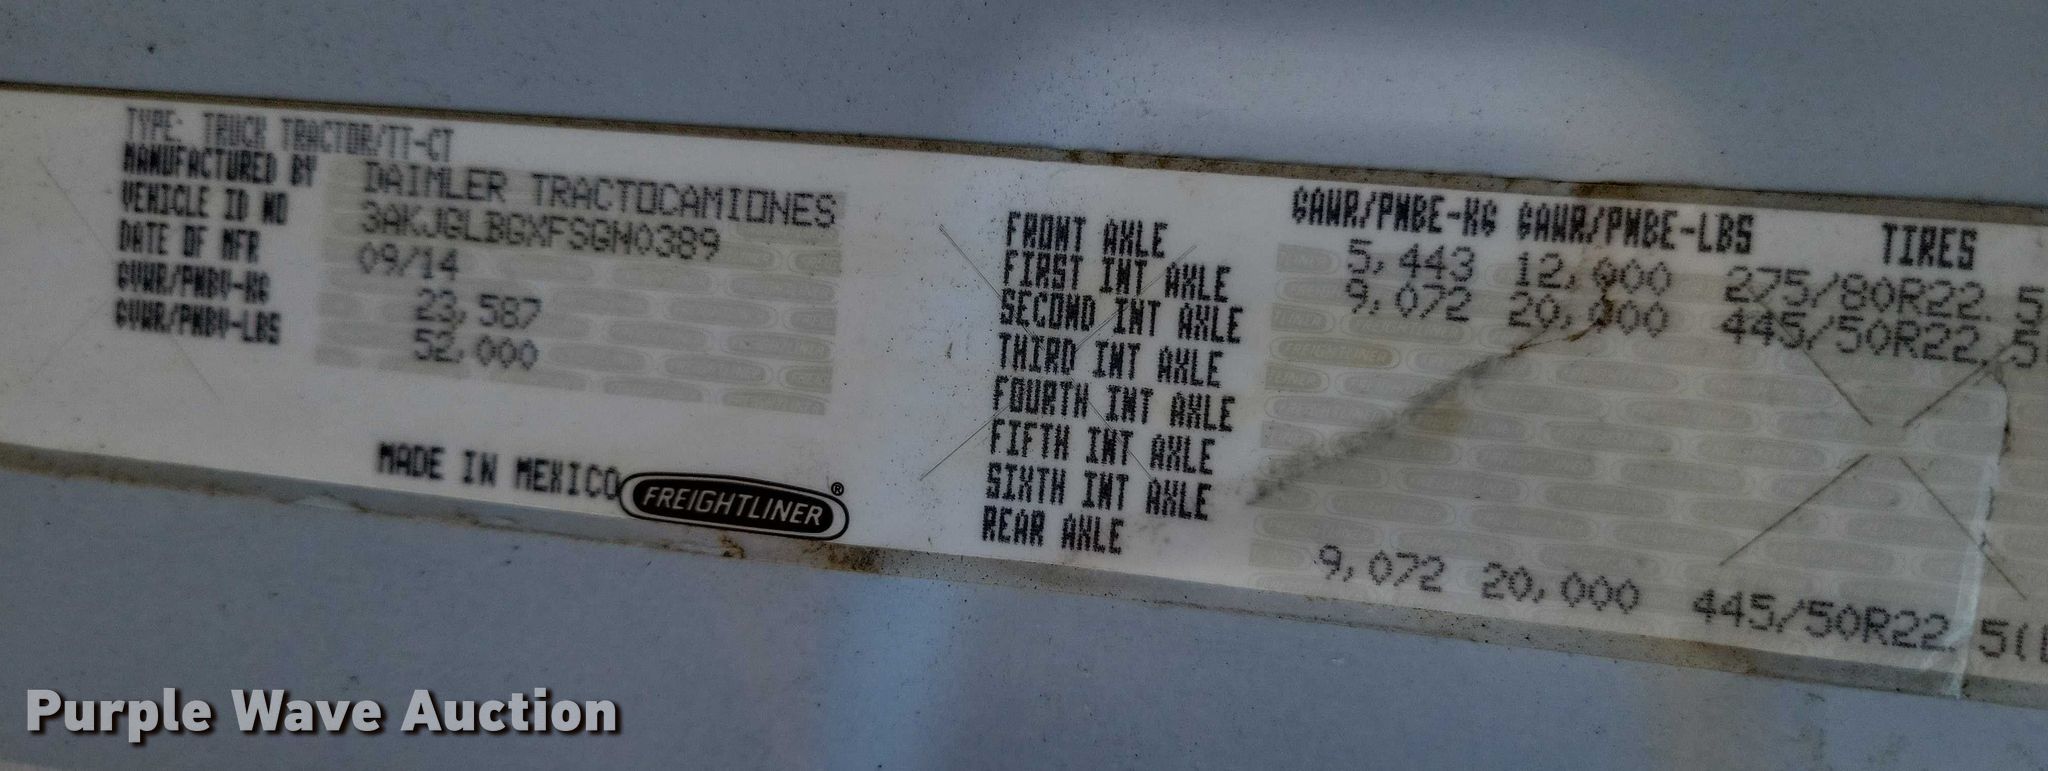 TYPE: TRUCK TRACTOR/TT-CT
MANUFACTURED BY DAIMLER TRACTOCAMIONES
VEHICLE ID NO 3AKJGLBGXFSGM0389
DATE OF MFR 09/14
GVWR/PNBV-KG 23,587
GVWR/PNBV-LBS 52,000
MADE IN MEXICO
FREIGHTLINER®
GAWR/PMBE-KG GAWR/PMBE-LBS TIRES
FRONT AXLE 5,443 12,000 275/80R22.5
FIRST INT AXLE 9,072 20,000 445/50R22.5
SECOND INT AXLE
THIRD INT AXLE
FOURTH INT AXLE
FIFTH INT AXLE
SIXTH INT AXLE
REAR AXLE 9,072 20,000 445/50R22.5(
Purple Wave Auction